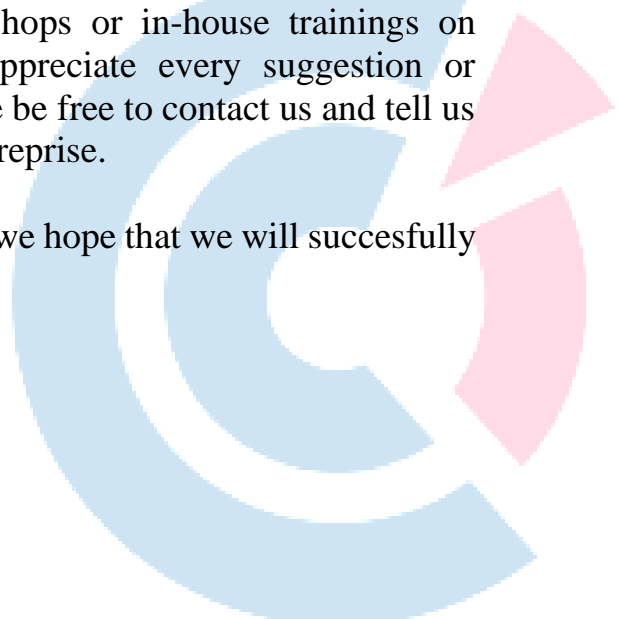 hops or in-house trainings on
ppreciate every suggestion or
e be free to contact us and tell us
reprise.
we hope that we will succesfully